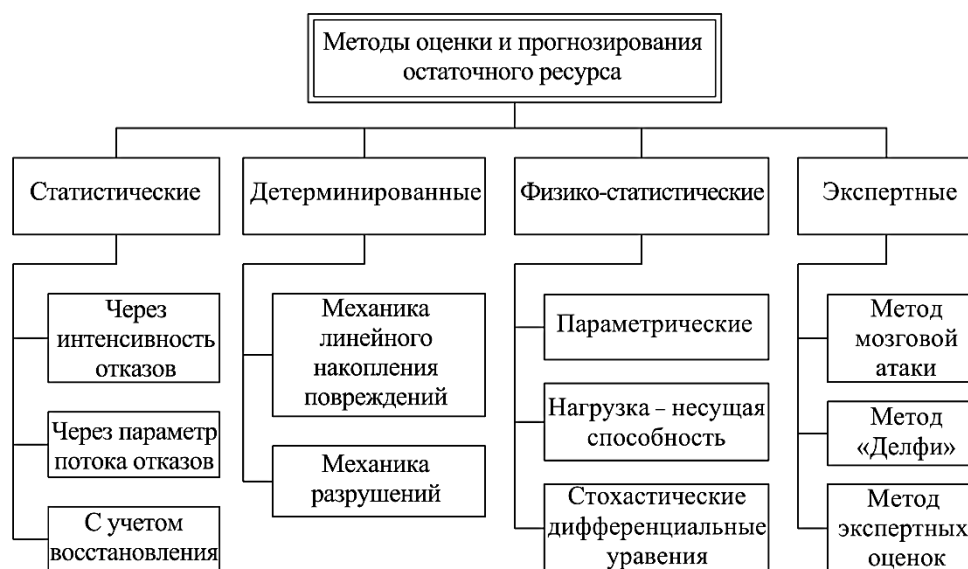 Методы оценки и прогнозирования
остаточного ресурса
Статистические
Детерминированные
Физико-статистические
Экспертные
Через
интенсивность
отказов
Через параметр
потока отказов
С учетом
восстановления
Механика
линейного
накопления
повреждений
Механика
разрушений
Параметрические
Нагрузка – несущая
способность
Стохастические
дифференциальные
уравения
Метод
мозговой
атаки
Метод
«Делфи»
Метод
экспертных
оценок